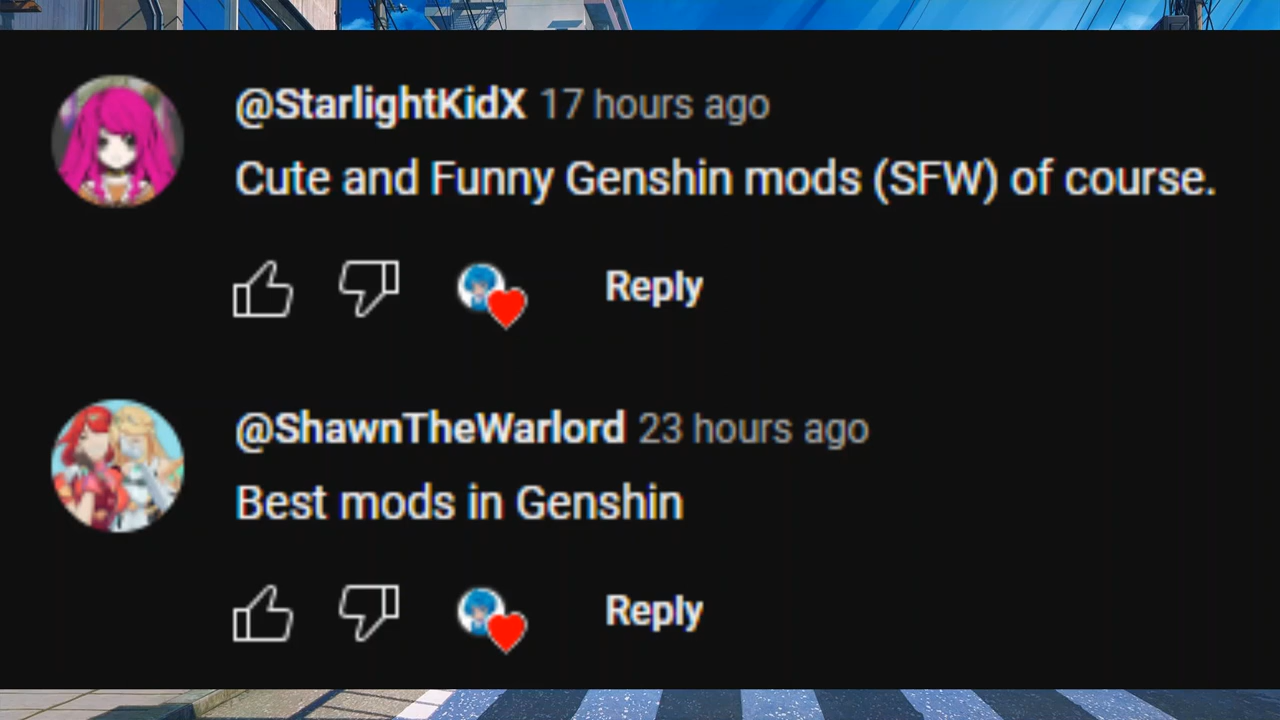 @StarlightKidX 17 hours ago
Cute and Funny Genshin mods (SFW) of course.
Reply
@ShawnTheWarlord 23 hours ago
Best mods in Genshin
Reply